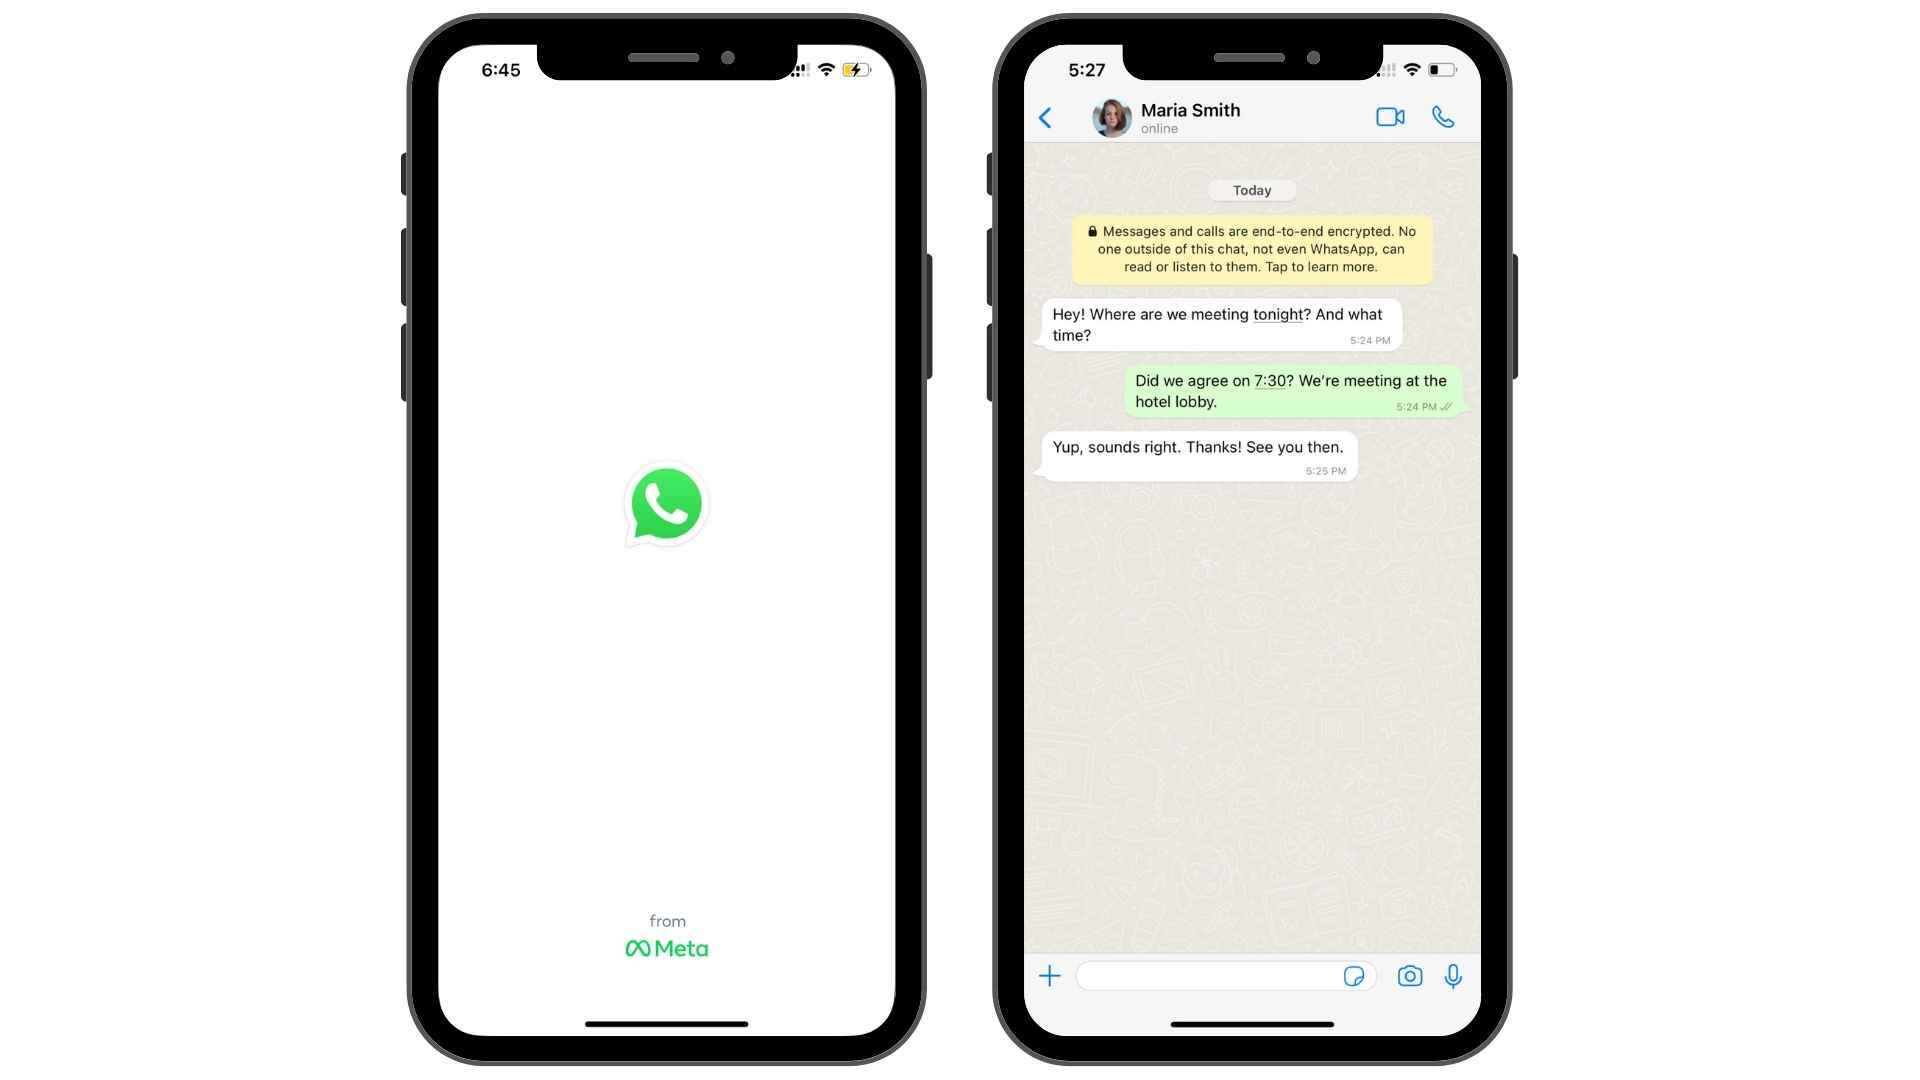 6:45
from
Meta
5:27
Maria Smith
online
Today
Messages and calls are end-to-end encrypted. No
one outside of this chat, not even WhatsApp, can
read or listen to them. Tap to learn more.
Hey! Where are we meeting tonight? And what
time?
5:24 PM
Did we agree on 7:30? We're meeting at the
hotel lobby.
5:24 PM
Yup, sounds right. Thanks! See you then.
5:25 PM